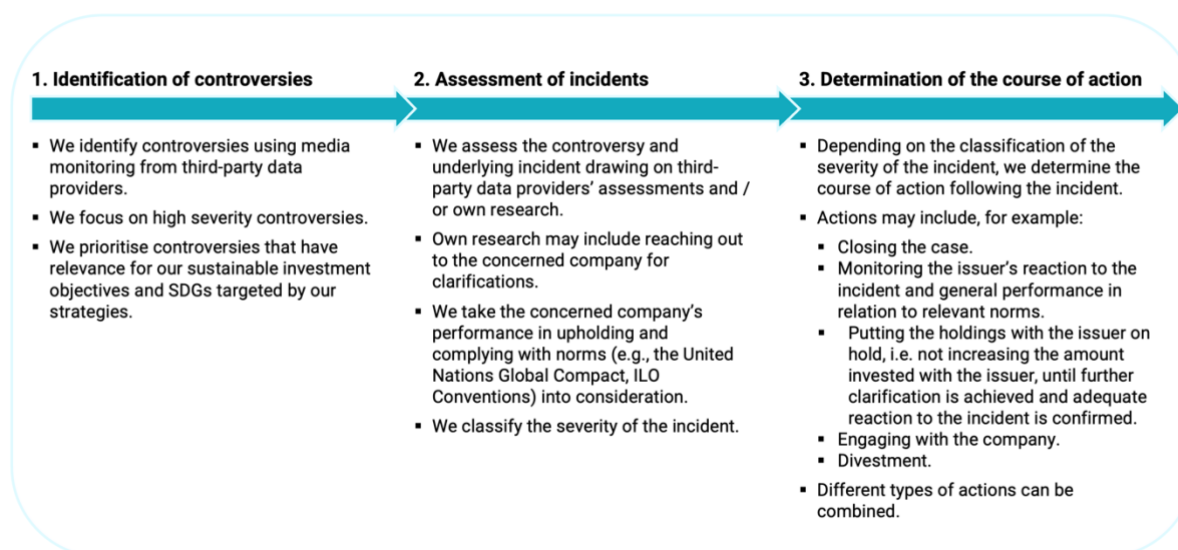 1. Identification of controversies
▪ We identify controversies using media
monitoring from third-party data
providers.
▪ We focus on high severity controversies.
▪ We prioritise controversies that have
relevance for our sustainable investment
objectives and SDGs targeted by our
strategies.
2. Assessment of incidents
▪ We assess the controversy and
underlying incident drawing on third-
party data providers’ assessments and /
or own research.
▪ Own research may include reaching out
to the concerned company for
clarifications.
▪ We take the concerned company’s
performance in upholding and
complying with norms (e.g., the United
Nations Global Compact, ILO
Conventions) into consideration.
▪ We classify the severity of the incident.
3. Determination of the course of action
▪ Depending on the classification of the
severity of the incident, we determine the
course of action following the incident.
▪ Actions may include, for example:
▪ Closing the case.
▪ Monitoring the issuer’s reaction to the
incident and general performance in
relation to relevant norms.
▪ Putting the holdings with the issuer on
hold, i.e. not increasing the amount
invested with the issuer, until further
clarification is achieved and adequate
reaction to the incident is confirmed.
▪ Engaging with the company.
▪ Divestment.
▪ Different types of actions can be
combined.